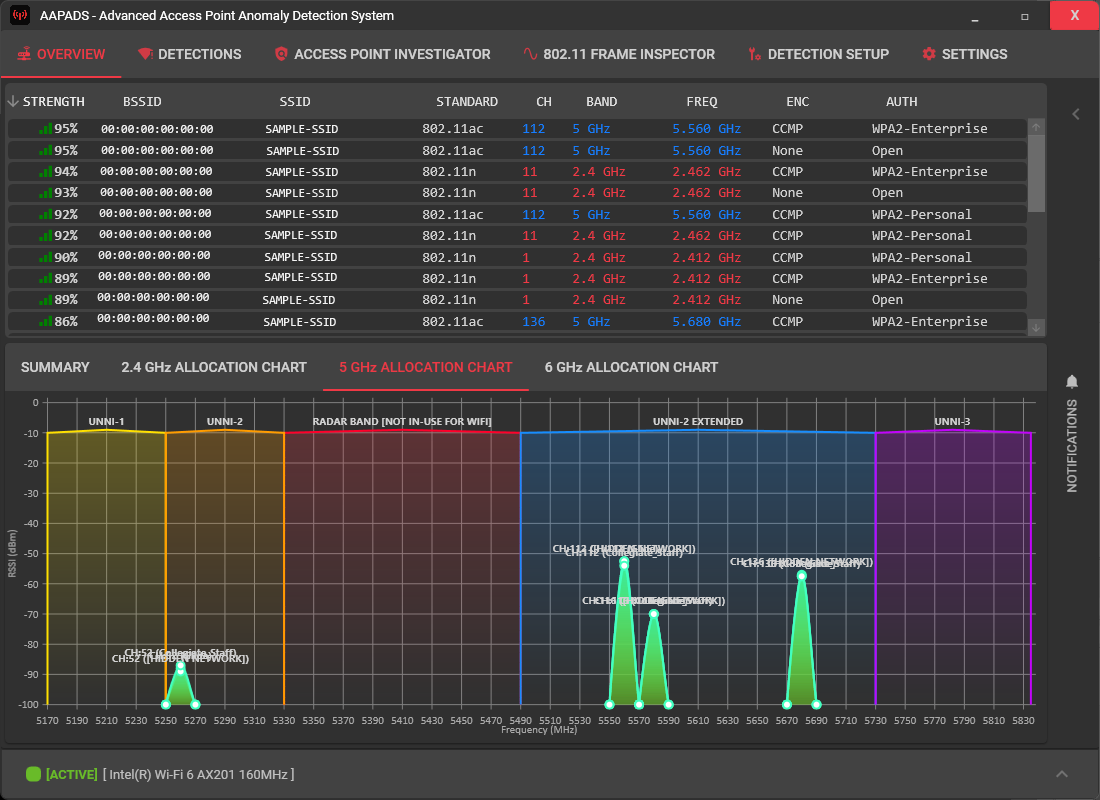 AAPADS - Advanced Access Point Anomaly Detection System
X
OVERVIEW DETECTIONS ACCESS POINT INVESTIGATOR 802.11 FRAME INSPECTOR DETECTION SETUP SETTINGS
STRENGTH BSSID SSID STANDARD CH BAND FREQ ENC AUTH
95% 00:00:00:00:00:00 SAMPLE-SSID 802.11ac 112 5 GHz 5.560 GHz CCMP WPA2-Enterprise
95% 00:00:00:00:00:00 SAMPLE-SSID 802.11ac 112 5 GHz 5.560 GHz None Open
94% 00:00:00:00:00:00 SAMPLE-SSID 802.11n 11 2.4 GHz 2.462 GHz CCMP WPA2-Enterprise
93% 00:00:00:00:00:00 SAMPLE-SSID 802.11n 11 2.4 GHz 2.462 GHz None Open
92% 00:00:00:00:00:00 SAMPLE-SSID 802.11ac 112 5 GHz 5.560 GHz CCMP WPA2-Personal
92% 00:00:00:00:00:00 SAMPLE-SSID 802.11n 11 2.4 GHz 2.462 GHz CCMP WPA2-Personal
90% 00:00:00:00:00:00 SAMPLE-SSID 802.11n 1 2.4 GHz 2.412 GHz CCMP WPA2-Personal
89% 00:00:00:00:00:00 SAMPLE-SSID 802.11n 1 2.4 GHz 2.412 GHz CCMP WPA2-Enterprise
89% 00:00:00:00:00:00 SAMPLE-SSID 802.11n 1 2.4 GHz 2.412 GHz None Open
86% 00:00:00:00:00:00 SAMPLE-SSID 802.11ac 136 5 GHz 5.680 GHz CCMP WPA2-Enterprise
NOTIFICATIONS
SUMMARY 2.4 GHz ALLOCATION CHART 5 GHz ALLOCATION CHART 6 GHz ALLOCATION CHART
0
UNNI-1 UNNI-2 RADAR BAND [NOT IN-USE FOR WIFI] UNNI-2 EXTENDED UNNI-3
-10
-20
-30
-40
-50
-60
-70
-80
-90
-100
RSSI (dBm)
CH:112 ([HIDDEN NETWORK])
CH:112 (Collegiate_Staff)
NETWORK])
CH:52 (Collegiate_Staff)
CH:52 ([HIDDEN NETWORK])
5170 5190 5210 5230 5250 5270 5290 5310 5330 5350 5370 5390 5410 5430 5450 5470 5490 5510 5530 5550 5570 5590 5610 5630 5650 5670 5690 5710 5730 5750 5770 5790 5810 5830
Frequency (MHz)
[ACTIVE] [ Intel(R) Wi-Fi 6 AX201 160MHz ]